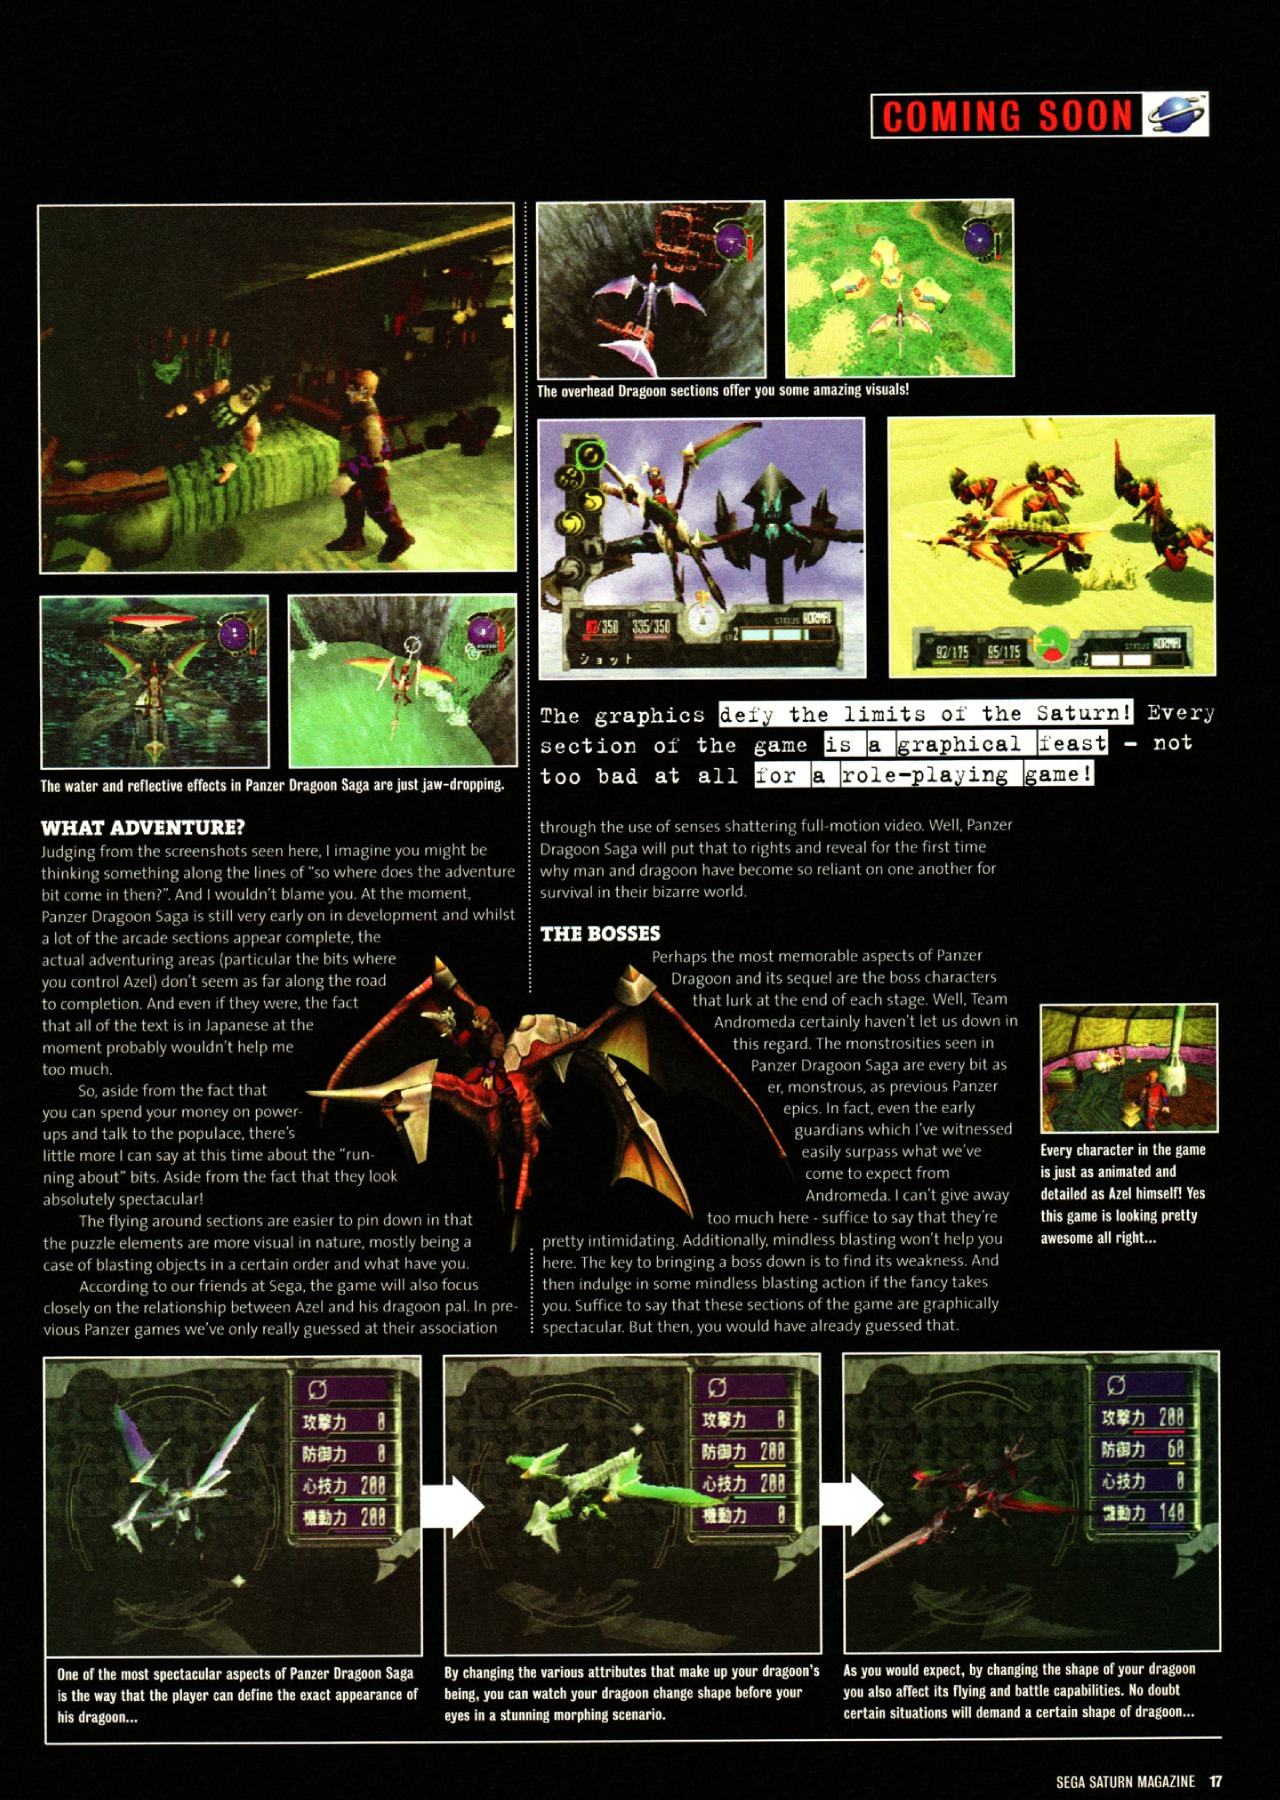 COMING SOON
The overhead Dragoon sections offer you some amazing visuals!
82/350 335/350
STATUS NORMAL
LV 2
ショット
92/175 95/175
STATUS NORMAL
2
The water and reflective effects in Panzer Dragoon Saga are just jaw-dropping.
The graphics defy the limits of the Saturn! Every
section of the game is a graphical feast – not
too bad at all for a role-playing game!
WHAT ADVENTURE?
Judging from the screenshots seen here, I imagine you might be
thinking something along the lines of "so where does the adventure
bit come in then?". And I wouldn't blame you. At the moment,
Panzer Dragoon Saga is still very early on in development and whilst
a lot of the arcade sections appear complete, the
actual adventuring areas (particular the bits where
you control Azel) don't seem as far along the road
to completion. And even if they were, the fact
that all of the text is in Japanese at the
moment probably wouldn't help me
too much.
So, aside from the fact that
you can spend your money on power-
ups and talk to the populace, there's
little more I can say at this time about the "run-
ning about" bits. Aside from the fact that they look
absolutely spectacular!
The flying around sections are easier to pin down in that
the puzzle elements are more visual in nature, mostly being a
case of blasting objects in a certain order and what have you.
According to our friends at Sega, the game will also focus
closely on the relationship between Azel and his dragoon pal. In pre-
vious Panzer games we've only really guessed at their association
through the use of senses shattering full-motion video. Well, Panzer
Dragoon Saga will put that to rights and reveal for the first time
why man and dragoon have become so reliant on one another for
survival in their bizarre world.
THE BOSSES
Perhaps the most memorable aspects of Panzer
Dragoon and its sequel are the boss characters
that lurk at the end of each stage. Well, Team
Andromeda certainly haven't let us down in
this regard. The monstrosities seen in
Panzer Dragoon Saga are every bit as
er, monstrous, as previous Panzer
epics. In fact, even the early
guardians which I've witnessed
easily surpass what we've
come to expect from
Andromeda. I can't give away
too much here - suffice to say that they're
pretty intimidating. Additionally, mindless blasting won't help you
here. The key to bringing a boss down is to find its weakness. And
then indulge in some mindless blasting action if the fancy takes
you. Suffice to say that these sections of the game are graphically
spectacular. But then, you would have already guessed that.
Every character in the game
is just as animated and
detailed as Azel himself! Yes
this game is looking pretty
awesome all right...
攻撃力 0
防御力 0
心技力 200
機動力 200
攻撃力 0
防御力 200
心技力 200
機動力 0
攻撃力 200
防御力 60
心技力 0
機動力 140
One of the most spectacular aspects of Panzer Dragoon Saga
is the way that the player can define the exact appearance of
his dragoon...
By changing the various attributes that make up your dragoon's
being, you can watch your dragoon change shape before your
eyes in a stunning morphing scenario.
As you would expect, by changing the shape of your dragoon
you also affect its flying and battle capabilities. No doubt
certain situations will demand a certain shape of dragoon...
SEGA SATURN MAGAZINE 17